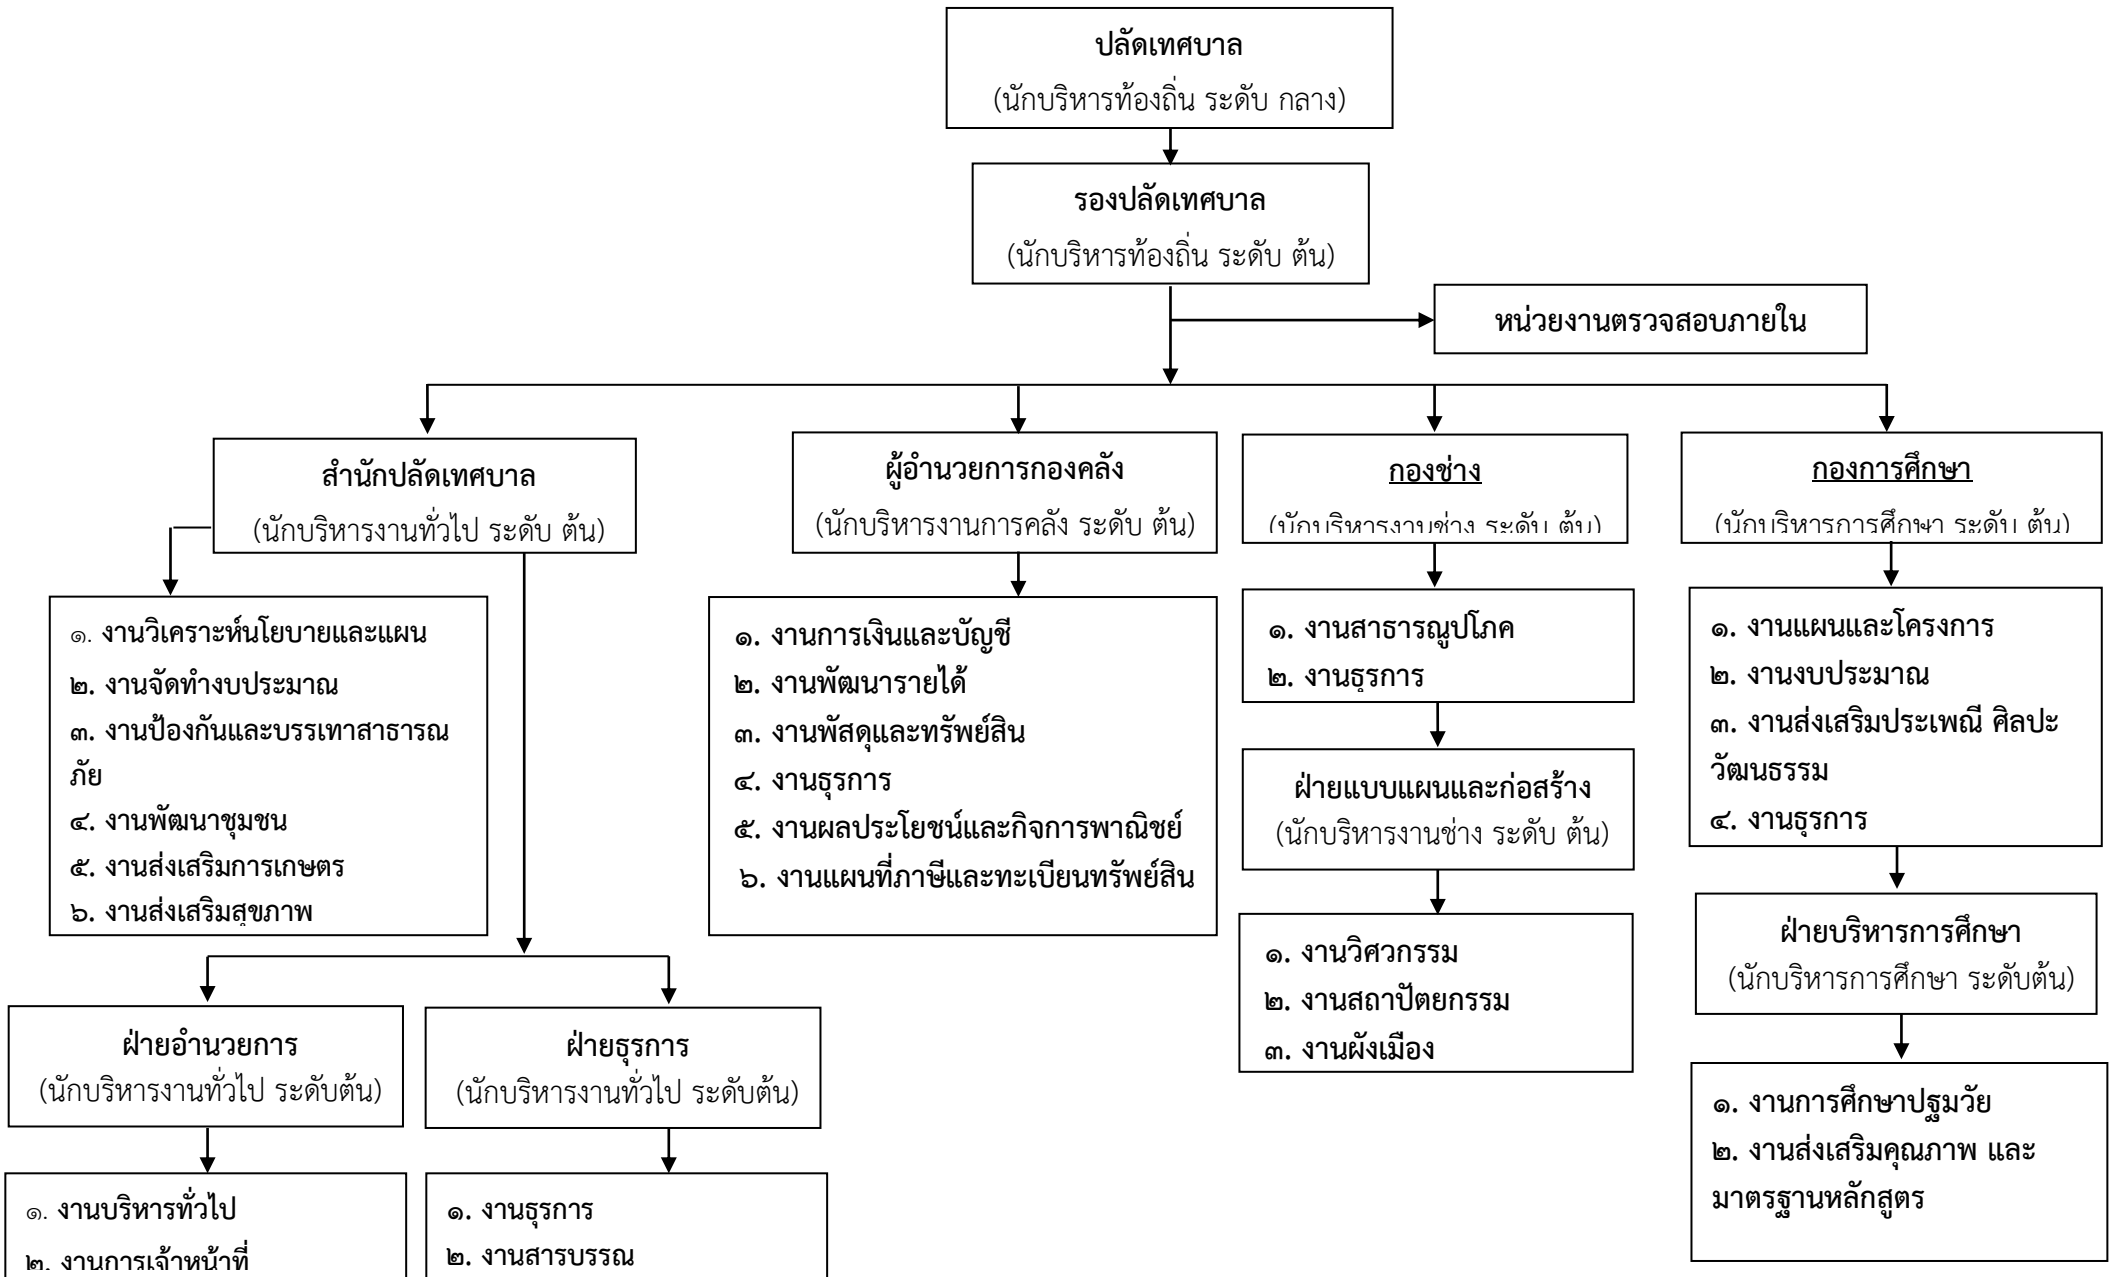 ปลัดเทศบาล
(นักบริหารท้องถิ่น ระดับ กลาง)
รองปลัดเทศบาล
(นักบริหารท้องถิ่น ระดับ ต้น)
หน่วยงานตรวจสอบภายใน
สำนักปลัดเทศบาล
(นักบริหารงานทั่วไป ระดับ ต้น)
ผู้อำนวยการกองคลัง
(นักบริหารงานการคลัง ระดับ ต้น)
กองช่าง
(นักบริหารงานช่าง ระดับ ต้น)
กองการศึกษา
(นักบริหารการศึกษา ระดับ ต้น)
๑. งานวิเคราะห์นโยบายและแผน
๒. งานจัดทำงบประมาณ
๓. งานป้องกันและบรรเทาสาธารณ
ภัย
๔. งานพัฒนาชุมชน
๕. งานส่งเสริมการเกษตร
๖. งานส่งเสริมสุขภาพ
๑. งานการเงินและบัญชี
๒. งานพัฒนารายได้
๓. งานพัสดุและทรัพย์สิน
๔. งานธุรการ
๕. งานผลประโยชน์และกิจการพาณิชย์
๖. งานแผนที่ภาษีและทะเบียนทรัพย์สิน
๑. งานสาธารณูปโภค
๒. งานธุรการ
ฝ่ายแบบแผนและก่อสร้าง
(นักบริหารงานช่าง ระดับ ต้น)
๑. งานวิศวกรรม
๒. งานสถาปัตยกรรม
๓. งานผังเมือง
๑. งานแผนและโครงการ
๒. งานงบประมาณ
๓. งานส่งเสริมประเพณี ศิลปะ
วัฒนธรรม
๔. งานธุรการ
ฝ่ายบริหารการศึกษา
(นักบริหารการศึกษา ระดับต้น)
๑. งานการศึกษาปฐมวัย
๒. งานส่งเสริมคุณภาพ และ
มาตรฐานหลักสูตร
ฝ่ายอำนวยการ
(นักบริหารงานทั่วไป ระดับต้น)
ฝ่ายธุรการ
(นักบริหารงานทั่วไป ระดับต้น)
๑. งานบริหารทั่วไป
๒. งานการเจ้าหน้าที่
๑. งานธุรการ
๒. งานสารบรรณ